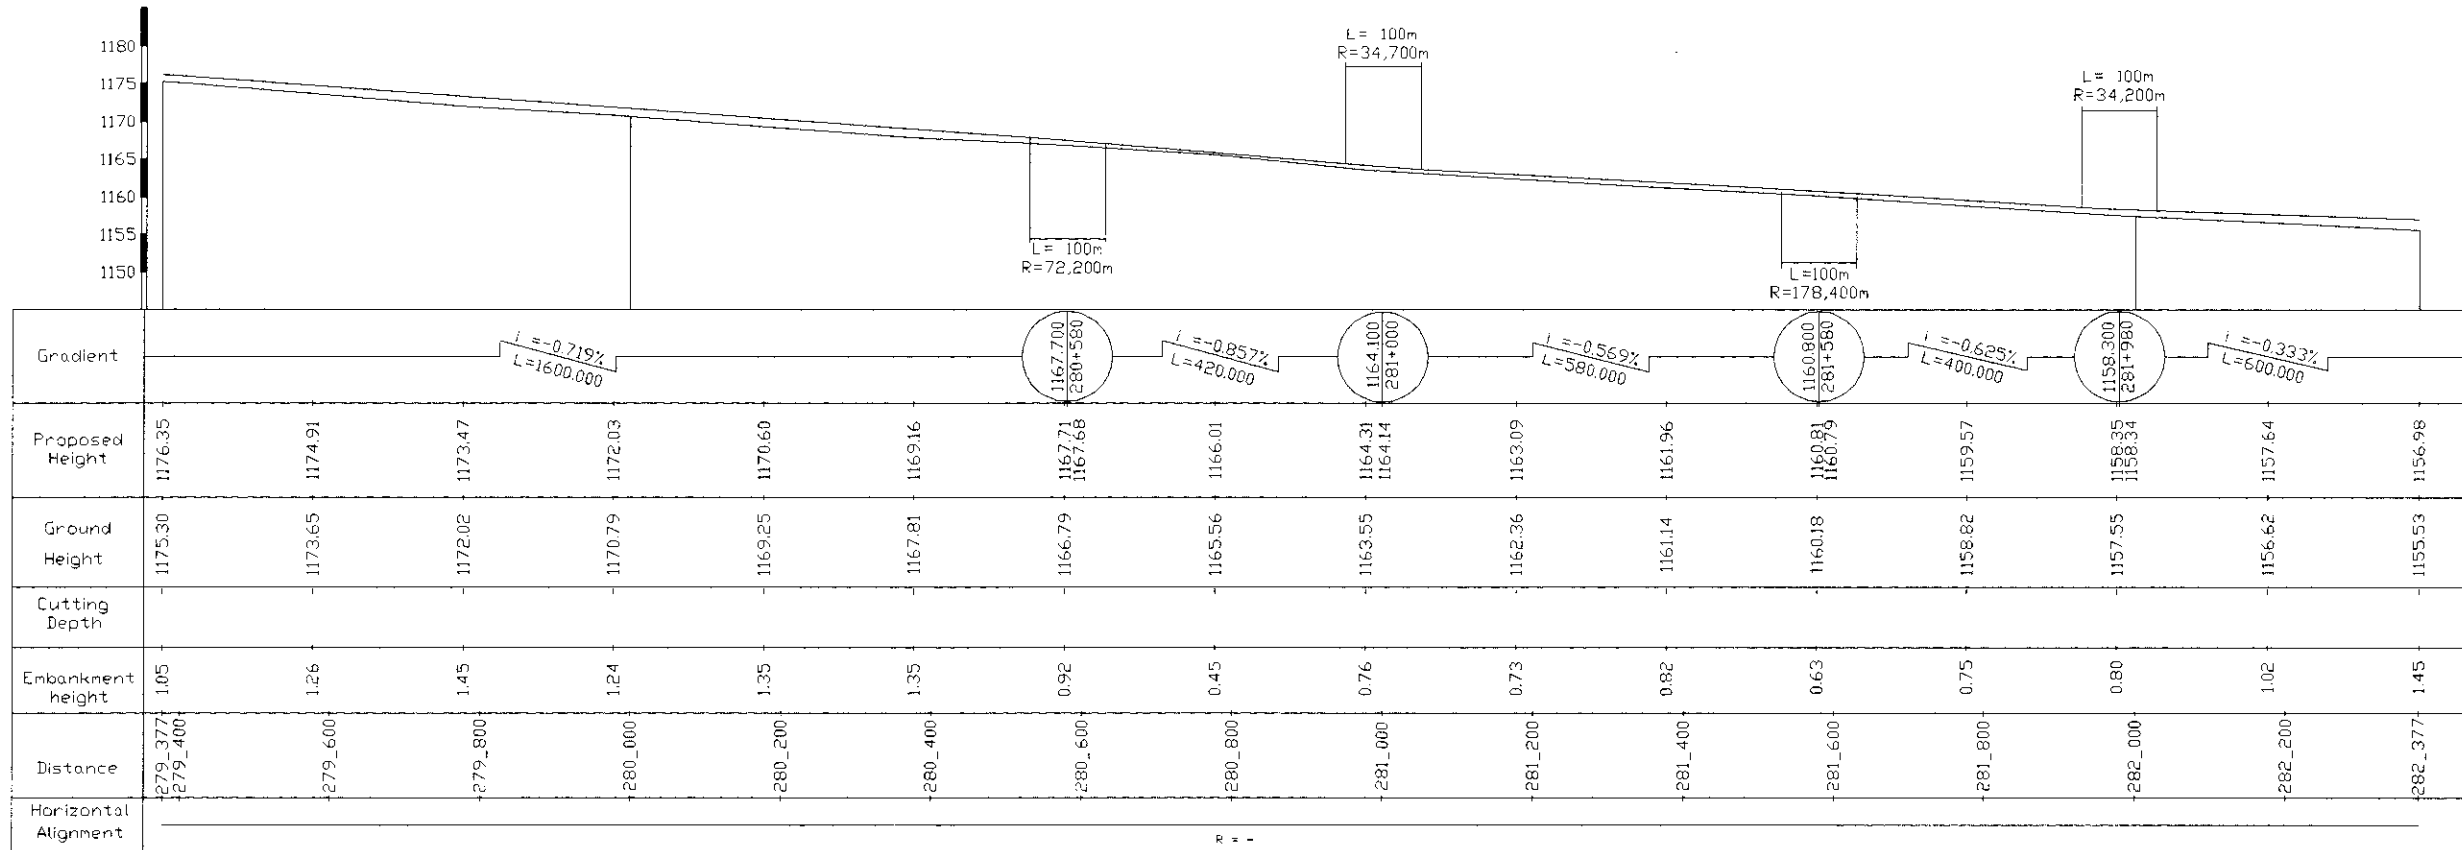 1180
1175
1170
1165
1160
1155
1150
L= 100m
R=34,700m
L= 100m
R=34,200m
L= 100m
R=72,200m
L=100m
R=178,400m
Gradient
i =-0.719%
L=1600.000
1167.700
280+580
i =-0.857%
L=420.000
1164.100
281+000
i =-0.569%
L=580.000
1160.800
281+580
i =-0.625%
L=400.000
1158.300
281+980
i =-0.333%
L=600.000
Proposed
Height
1176.35
1174.91
1173.47
1172.03
1170.60
1169.16
1167.71
1167.68
1166.01
1164.31
1164.14
1163.09
1161.96
1160.81
1160.79
1159.57
1158.35
1158.34
1157.64
1156.98
Ground
Height
1175.30
1173.65
1172.02
1170.79
1169.25
1167.81
1166.79
1165.56
1163.55
1162.36
1161.14
1160.18
1158.82
1157.55
1156.62
1155.53
Cutting
Depth
Embankment
height
1.05
1.26
1.45
1.24
1.35
1.35
0.92
0.45
0.76
0.73
0.82
0.63
0.75
0.80
1.02
1.45
Distance
279_377
279_400
279_600
279_800
280_000
280_200
280_400
280_600
280_800
281_000
281_200
281_400
281_600
281_800
282_000
282_200
282_377
Horizontal
Alignment
R = -